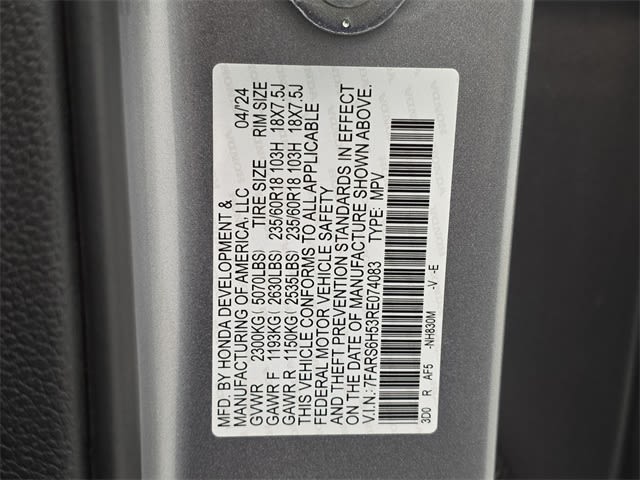 MFD. BY HONDA DEVELOPMENT &
MANUFACTURING OF AMERICA, LLC 04/'24
GVWR 2300KG ( 5070LBS) TIRE SIZE RIM SIZE
GAWR F 1193KG ( 2630LBS) 235/60R18 103H 18X7.5J
GAWR R 1150KG ( 2535LBS) 235/60R18 103H 18X7.5J
THIS VEHICLE CONFORMS TO ALL APPLICABLE
FEDERAL MOTOR VEHICLE SAFETY
AND THEFT PREVENTION STANDARDS IN EFFECT
ON THE DATE OF MANUFACTURE SHOWN ABOVE.
V.I.N.: 7FARS6H53RE074083 TYPE: MPV
3D0 R AF5 -NH830M -V -E